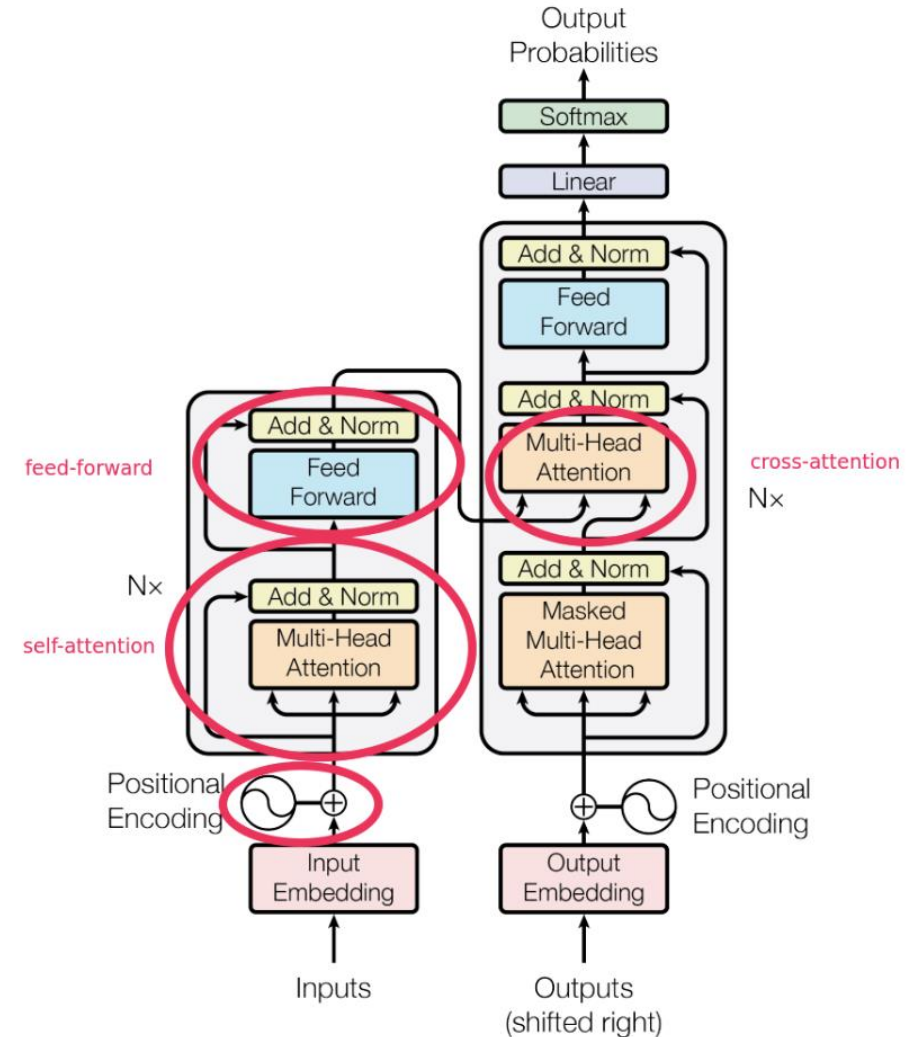 Output
Probabilities
Softmax
Linear
Add & Norm
Feed
Forward
Add & Norm
Multi-Head
Attention
cross-attention
N×
Add & Norm
Masked
Multi-Head
Attention
Add & Norm
feed-forward
Feed
Forward
N×
Add & Norm
self-attention
Multi-Head
Attention
Positional
Encoding
Positional
Encoding
Input
Embedding
Output
Embedding
Inputs
Outputs
(shifted right)